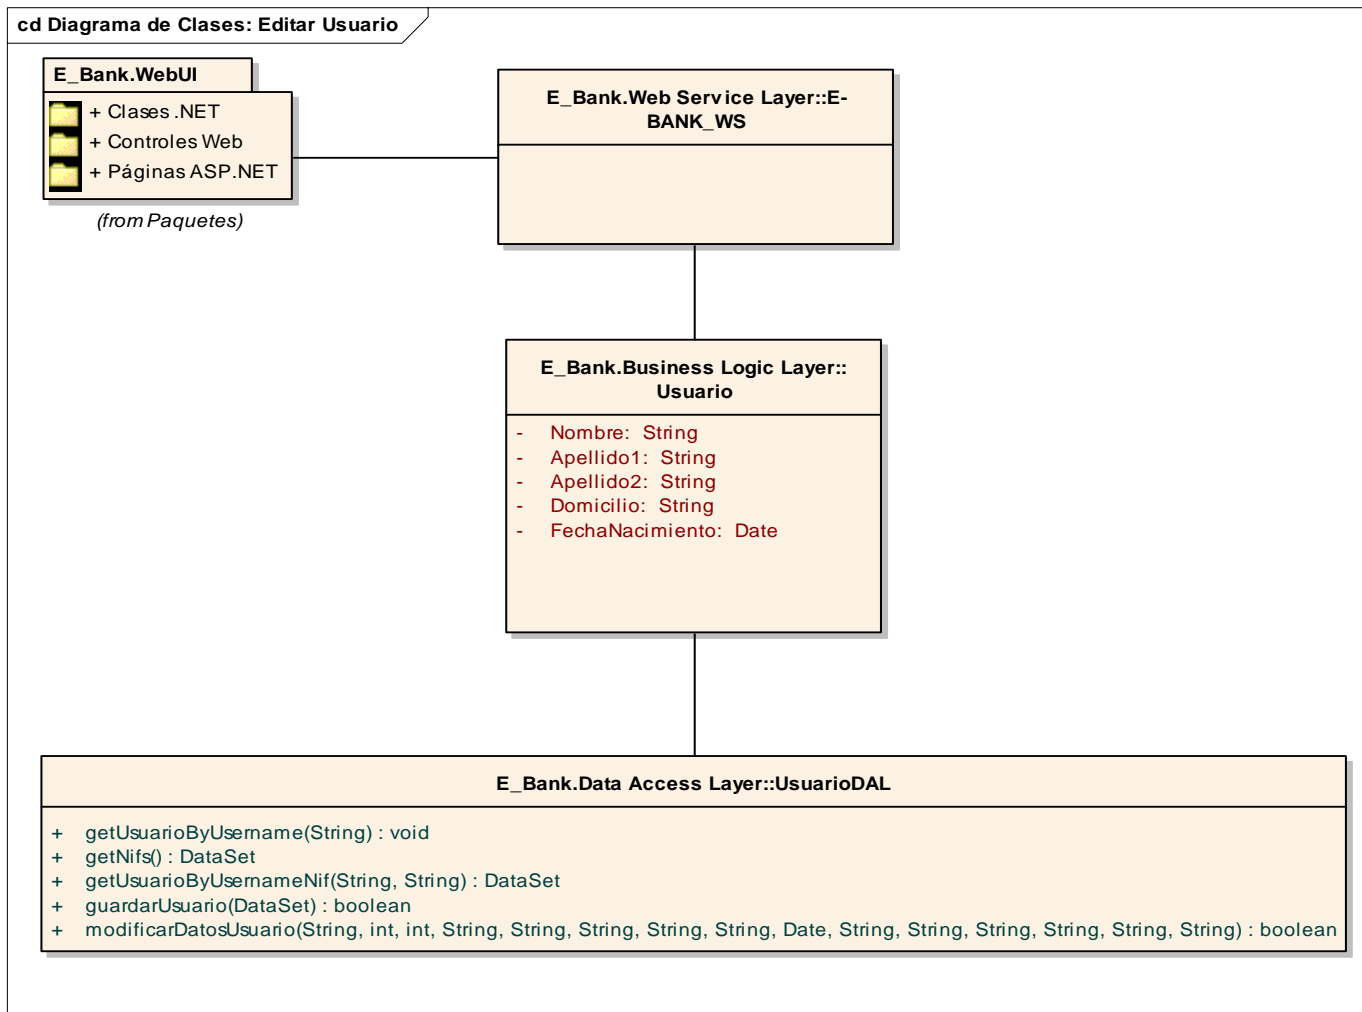 cd Diagrama de Clases: Editar Usuario
E_Bank.WebUI
+ Clases .NET
+ Controles Web
+ Páginas ASP.NET
(from Paquetes)
E_Bank.Web Service Layer::E-
BANK_WS
E_Bank.Business Logic Layer::
Usuario
- Nombre: String
- Apellido1: String
- Apellido2: String
- Domicilio: String
- FechaNacimiento: Date
E_Bank.Data Access Layer::UsuarioDAL
+ getUsuarioByUsername(String) : void
+ getNifs() : DataSet
+ getUsuarioByUsernameNif(String, String) : DataSet
+ guardarUsuario(DataSet) : boolean
+ modificarDatosUsuario(String, int, int, String, String, String, String, String, Date, String, String, String, String, String, String) : boolean